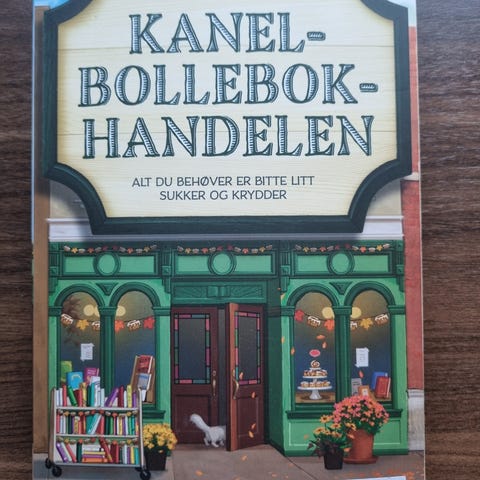 KANEL-
BOLLEBOK-
HANDELEN
ALT DU BEHØVER ER BITTE LITT
SUKKER OG KRYDDER